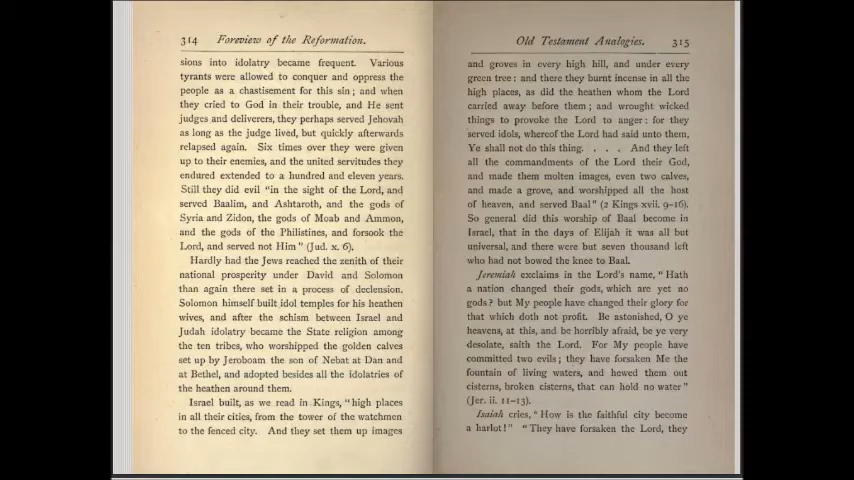 314 Foreview of the Reformation.
sions into idolatry became frequent. Various
tyrants were allowed to conquer and oppress the
people as a chastisement for this sin; and when
they cried to God in their trouble, and He sent
judges and deliverers, they perhaps served Jehovah
as long as the judge lived, but quickly afterwards
relapsed again. Six times over they were given
up to their enemies, and the united servitudes they
endured extended to a hundred and eleven years.
Still they did evil "in the sight of the Lord, and
served Baalim, and Ashtaroth, and the gods of
Syria and Zidon, the gods of Moab and Ammon,
and the gods of the Philistines, and forsook the
Lord, and served not Him" (Jud. x. 6).
Hardly had the Jews reached the zenith of their
national prosperity under David and Solomon
than again there set in a process of declension.
Solomon himself built idol temples for his heathen
wives, and after the schism between Israel and
Judah idolatry became the State religion among
the ten tribes, who worshipped the golden calves
set up by Jeroboam the son of Nebat at Dan and
at Bethel, and adopted besides all the idolatries of
the heathen around them.
Israel built, as we read in Kings, "high places
in all their cities, from the tower of the watchmen
to the fenced city. And they set them up images
Old Testament Analogies. 315
and groves in every high hill, and under every
green tree: and there they burnt incense in all the
high places, as did the heathen whom the Lord
carried away before them; and wrought wicked
things to provoke the Lord to anger: for they
served idols, whereof the Lord had said unto them,
Ye shall not do this thing. . . . And they left
all the commandments of the Lord their God,
and made them molten images, even two calves,
and made a grove, and worshipped all the host
of heaven, and served Baal" (2 Kings xvii. 9-16).
So general did this worship of Baal become in
Israel, that in the days of Elijah it was all but
universal, and there were but seven thousand left
who had not bowed the knee to Baal.
Jeremiah exclaims in the Lord's name, "Hath
a nation changed their gods, which are yet no
gods? but My people have changed their glory for
that which doth not profit. Be astonished, O ye
heavens, at this, and be horribly afraid, be ye very
desolate, saith the Lord. For My people have
committed two evils; they have forsaken Me the
fountain of living waters, and hewed them out
cisterns, broken cisterns, that can hold no water"
(Jer. ii. 11-13).
Isaiah cries, "How is the faithful city become
a harlot!" "They have forsaken the Lord, they